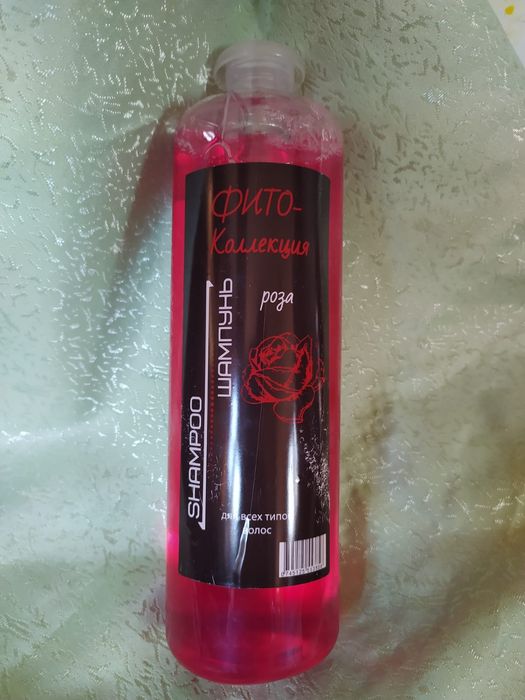 ФИТО-
Коллекция
роза
ШАМПУНЬ
SHAMPOO
для всех типов
волос